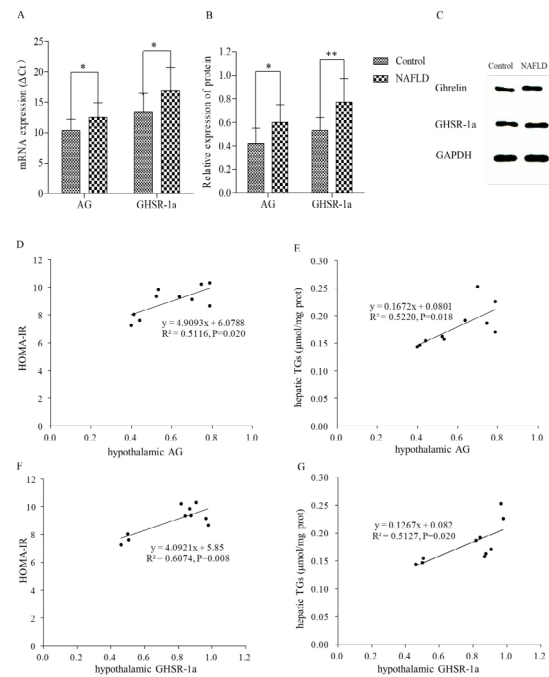 A
mRNA expression (ΔCt)
25
20
15
10
5
0
*
*
AG
GHSR-1a
B
Relative expression of protein
1.2
1.0
0.8
0.6
0.4
0.2
0.0
*
**
AG
GHSR-1a
Control
NAFLD
C
Control NAFLD
Ghrelin
GHSR-1a
GAPDH
D
HOMA-IR
12
10
8
6
4
2
0
y = 4.9093x + 6.0788
R² = 0.5116, P=0.020
0.0 0.2 0.4 0.6 0.8 1.0
hypothalamic AG
E
hepatic TGs (μmol/mg prot)
0.30
0.25
0.20
0.15
0.10
0.05
0.00
y = 0.1672x + 0.0801
R² = 0.5220, P=0.018
0.0 0.2 0.4 0.6 0.8 1.0
hypothalamic AG
F
HOMA-IR
12
10
8
6
4
2
0
y = 4.0921x + 5.85
R² = 0.6074, P=0.008
0.0 0.2 0.4 0.6 0.8 1.0 1.2
hypothalamic GHSR-1a
G
hepatic TGs (μmol/mg prot)
0.30
0.25
0.20
0.15
0.10
0.05
0.00
y = 0.1267x + 0.082
R² = 0.5127, P=0.020
0.0 0.2 0.4 0.6 0.8 1.0 1.2
hypothalamic GHSR-1a